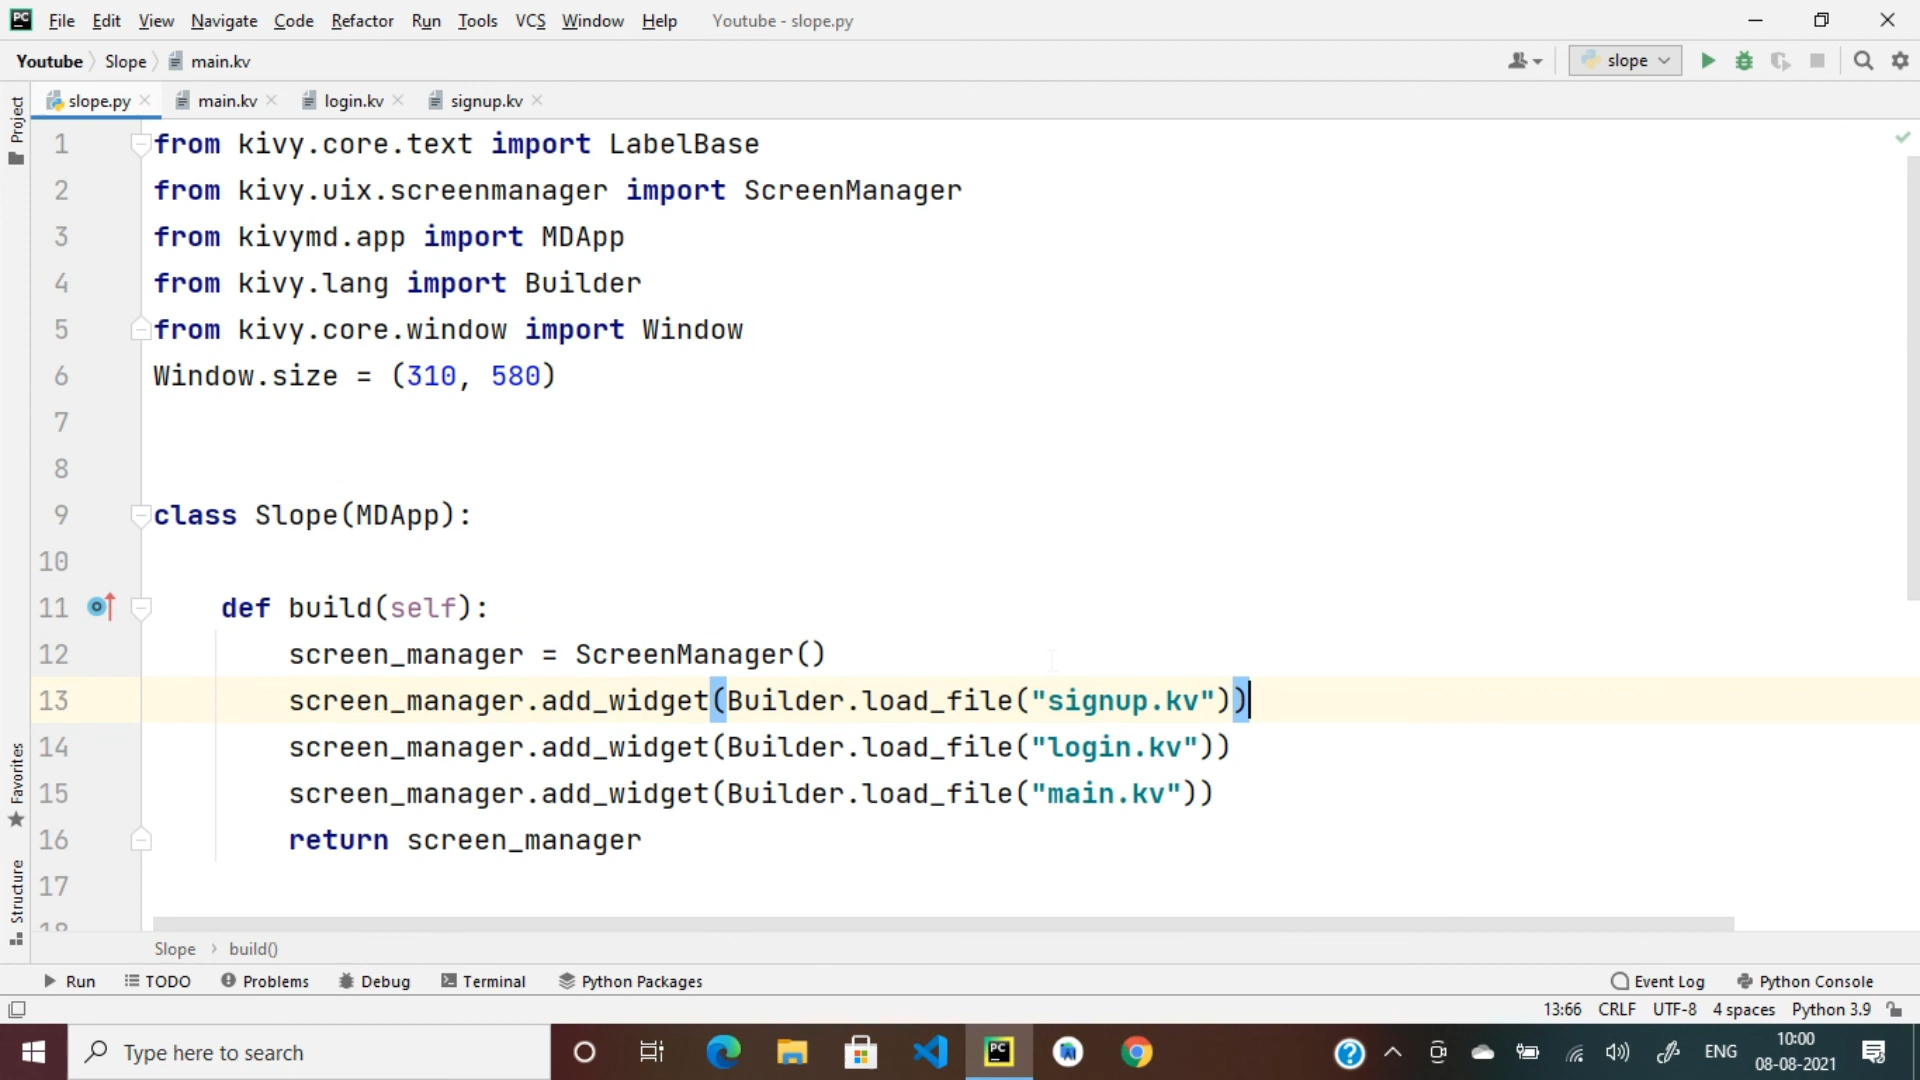 PC File Edit View Navigate Code Refactor Run Tools VCS Window Help Youtube - slope.py
Youtube Slope main.kv slope
slope.py main.kv login.kv signup.kv
Project
1 from kivy.core.text import LabelBase
2 from kivy.uix.screenmanager import ScreenManager
3 from kivymd.app import MDApp
4 from kivy.lang import Builder
5 from kivy.core.window import Window
6 Window.size = (310, 580)
7
8
9 class Slope(MDApp):
10
11 def build(self):
12 screen_manager = ScreenManager()
13 screen_manager.add_widget(Builder.load_file("signup.kv"))
14 screen_manager.add_widget(Builder.load_file("login.kv"))
15 screen_manager.add_widget(Builder.load_file("main.kv"))
16 return screen_manager
17
18
Favorites
Structure
Slope build()
Run TODO Problems Debug Terminal Python Packages Event Log Python Console
13:66 CRLF UTF-8 4 spaces Python 3.9
Type here to search PC ENG 10:00
08-08-2021